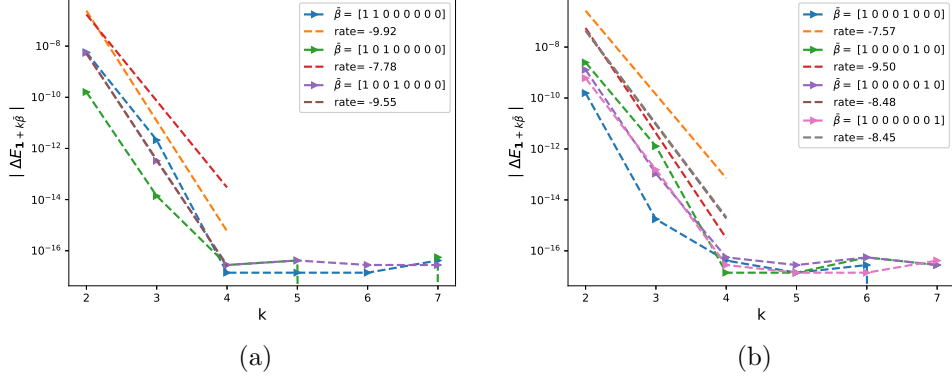 10⁻⁸
10⁻¹⁰
10⁻¹²
10⁻¹⁴
10⁻¹⁶
| ΔE𝟏 + kβ̄ |
2 3 4 5 6 7
k
β̄ = [1 1 0 0 0 0 0 0]
rate= -9.92
β̄ = [1 0 1 0 0 0 0 0]
rate= -7.78
β̄ = [1 0 0 1 0 0 0 0]
rate= -9.55
(a)
10⁻⁸
10⁻¹⁰
10⁻¹²
10⁻¹⁴
10⁻¹⁶
| ΔE𝟏 + kβ̄ |
2 3 4 5 6 7
k
β̄ = [1 0 0 0 1 0 0 0]
rate= -7.57
β̄ = [1 0 0 0 0 1 0 0]
rate= -9.50
β̄ = [1 0 0 0 0 0 1 0]
rate= -8.48
β̄ = [1 0 0 0 0 0 0 1]
rate= -8.45
(b)